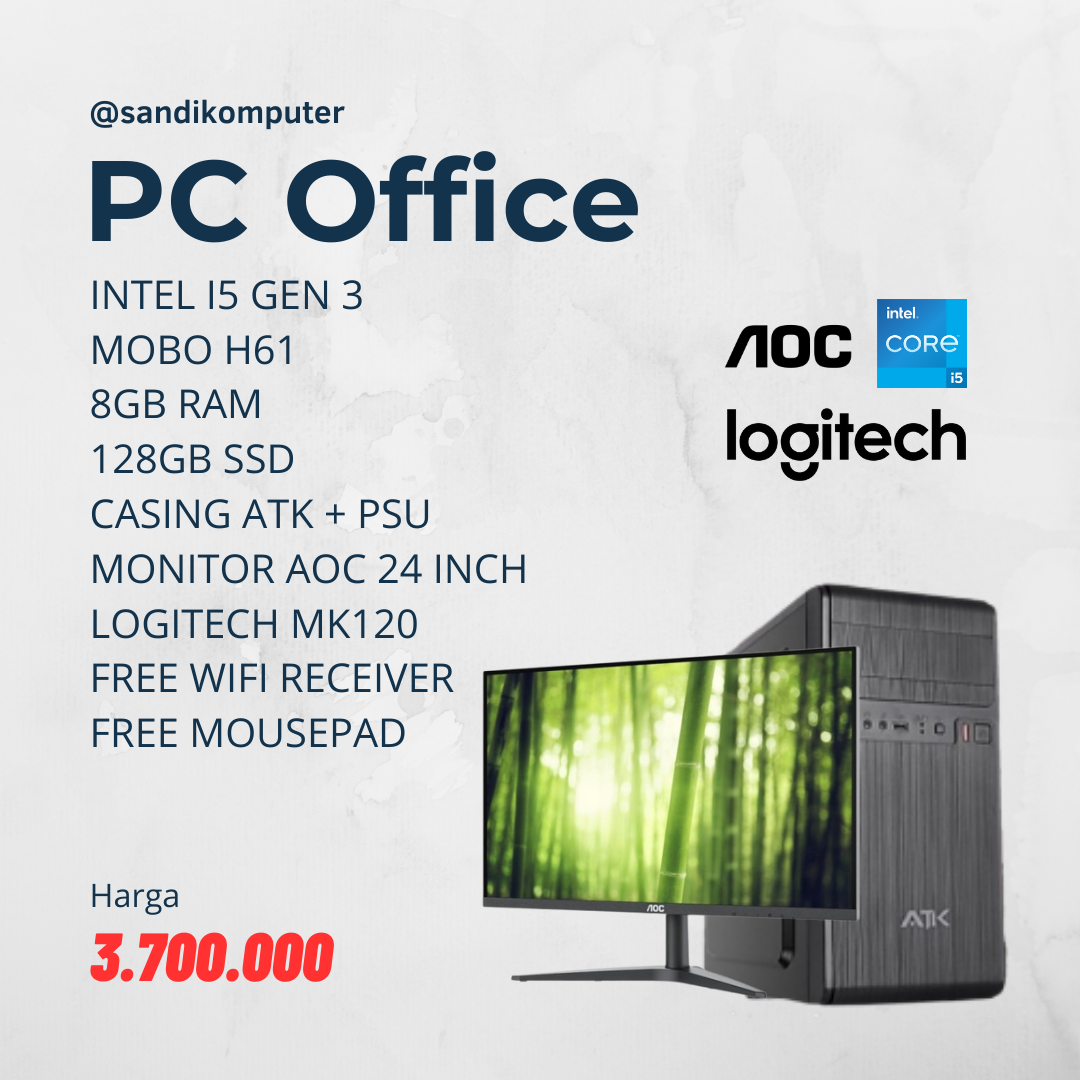 @sandikomputer
PC Office
INTEL I5 GEN 3
MOBO H61
8GB RAM
128GB SSD
CASING ATK + PSU
MONITOR AOC 24 INCH
LOGITECH MK120
FREE WIFI RECEIVER
FREE MOUSEPAD
AOC
intel.
CORE
i5
logitech
AOC
ATK
Harga
3.700.000